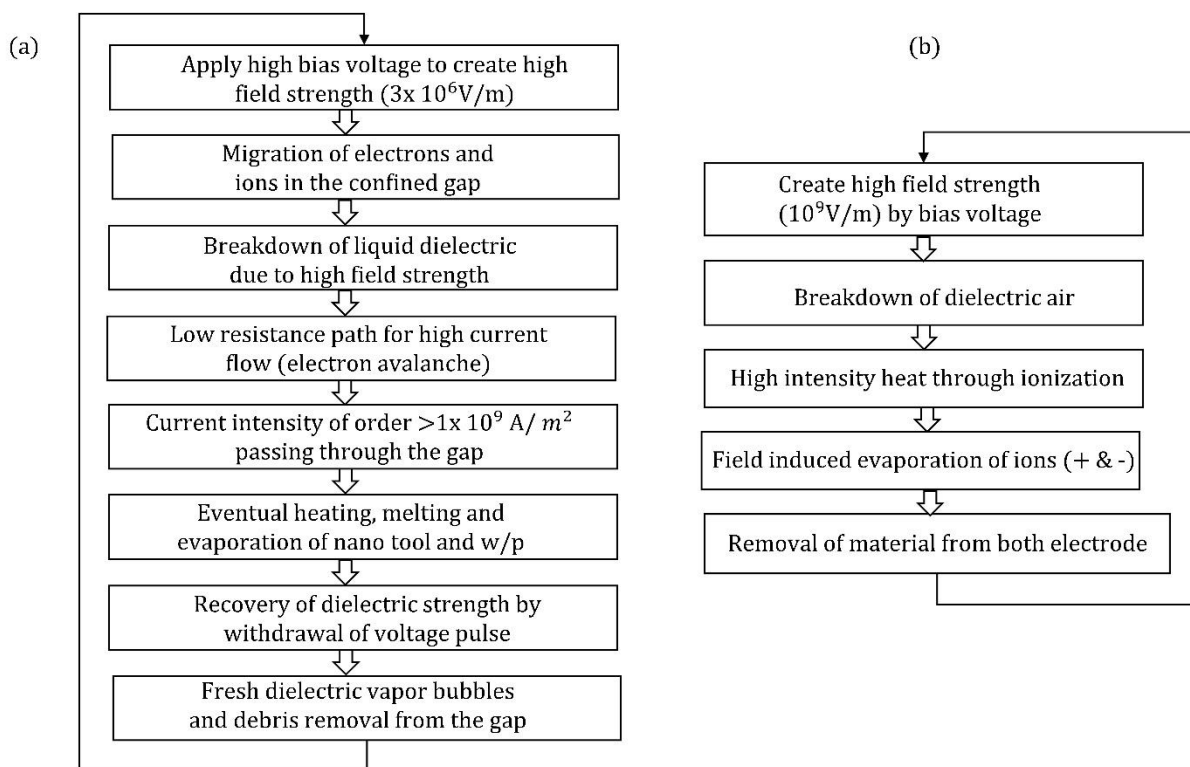 (a)
Apply high bias voltage to create high
field strength (3x 10⁶V/m)
Migration of electrons and
ions in the confined gap
Breakdown of liquid dielectric
due to high field strength
Low resistance path for high current
flow (electron avalanche)
Current intensity of order >1x 10⁹ A/ m²
passing through the gap
Eventual heating, melting and
evaporation of nano tool and w/p
Recovery of dielectric strength by
withdrawal of voltage pulse
Fresh dielectric vapor bubbles
and debris removal from the gap
(b)
Create high field strength
(10⁹V/m) by bias voltage
Breakdown of dielectric air
High intensity heat through ionization
Field induced evaporation of ions (+ & -)
Removal of material from both electrode